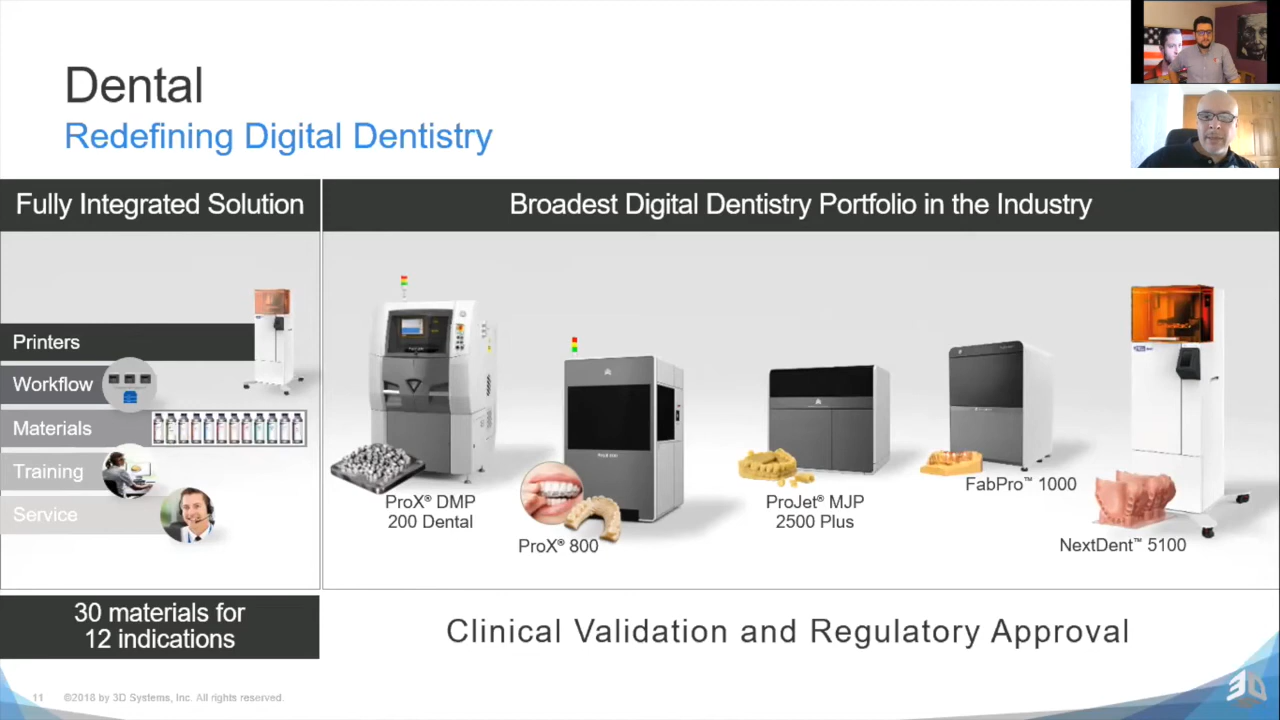 Dental
Redefining Digital Dentistry
Fully Integrated Solution
Broadest Digital Dentistry Portfolio in the Industry
Printers
Workflow
Materials
Training
Service
ProX® DMP
200 Dental
ProX® 800
ProJet® MJP
2500 Plus
FabPro™ 1000
NextDent™ 5100
30 materials for
12 indications
Clinical Validation and Regulatory Approval
11 ©2018 by 3D Systems, Inc. All rights reserved.
3D